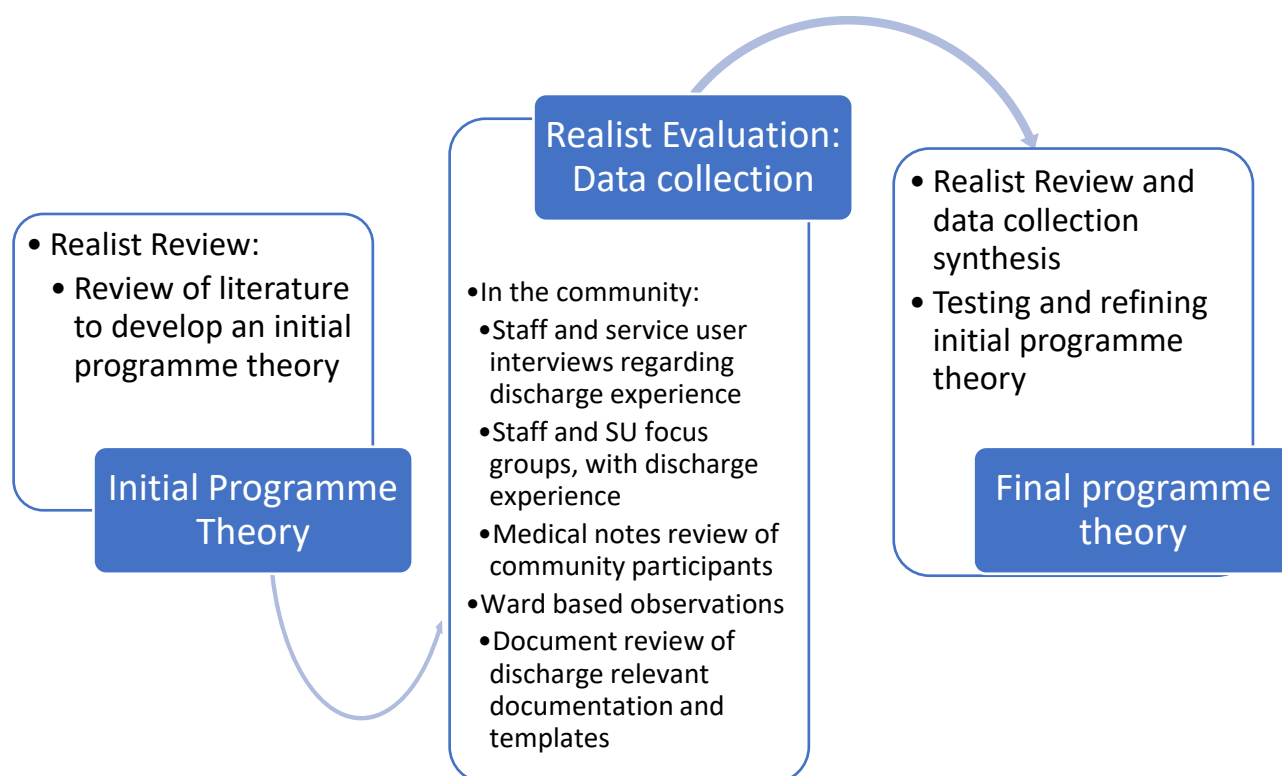 • Realist Review:
• Review of literature
to develop an initial
programme theory
Initial Programme
Theory
Realist Evaluation:
Data collection
•In the community:
•Staff and service user
interviews regarding
discharge experience
•Staff and SU focus
groups, with discharge
experience
•Medical notes review of
community participants
•Ward based observations
•Document review of
discharge relevant
documentation and
templates
• Realist Review and
data collection
synthesis
• Testing and refining
initial programme
theory
Final programme
theory